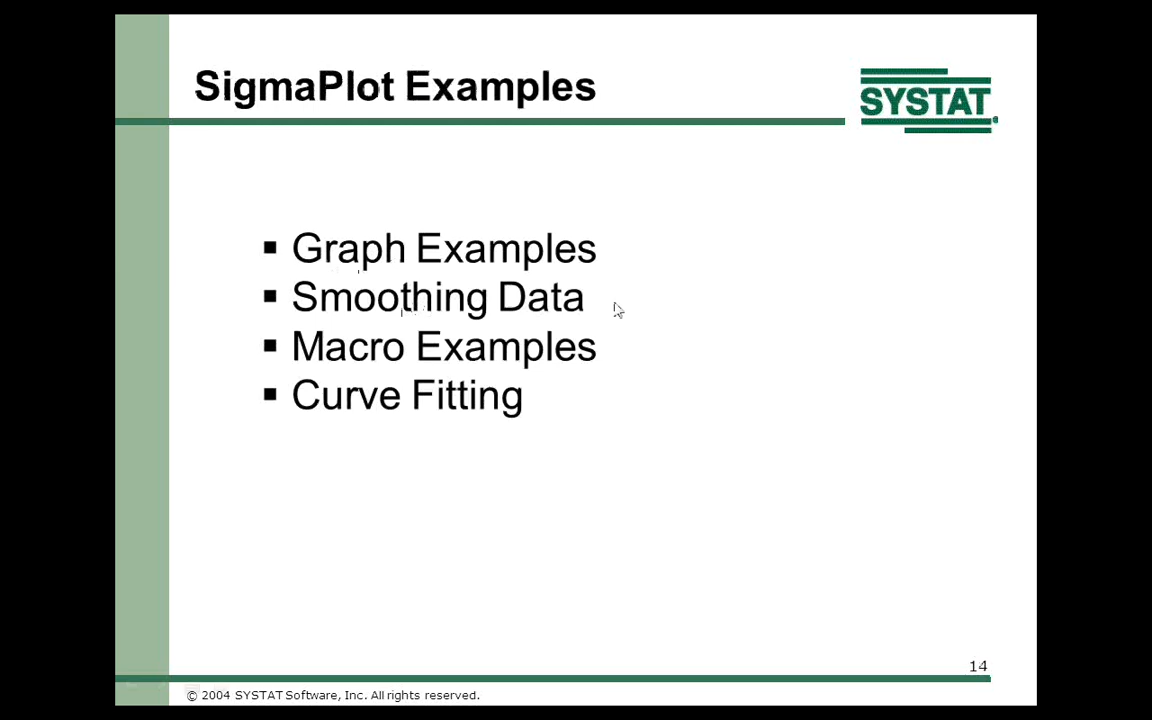 SigmaPlot Examples
SYSTAT
Graph Examples
Smoothing Data
Macro Examples
Curve Fitting
14
© 2004 SYSTAT Software, Inc. All rights reserved.